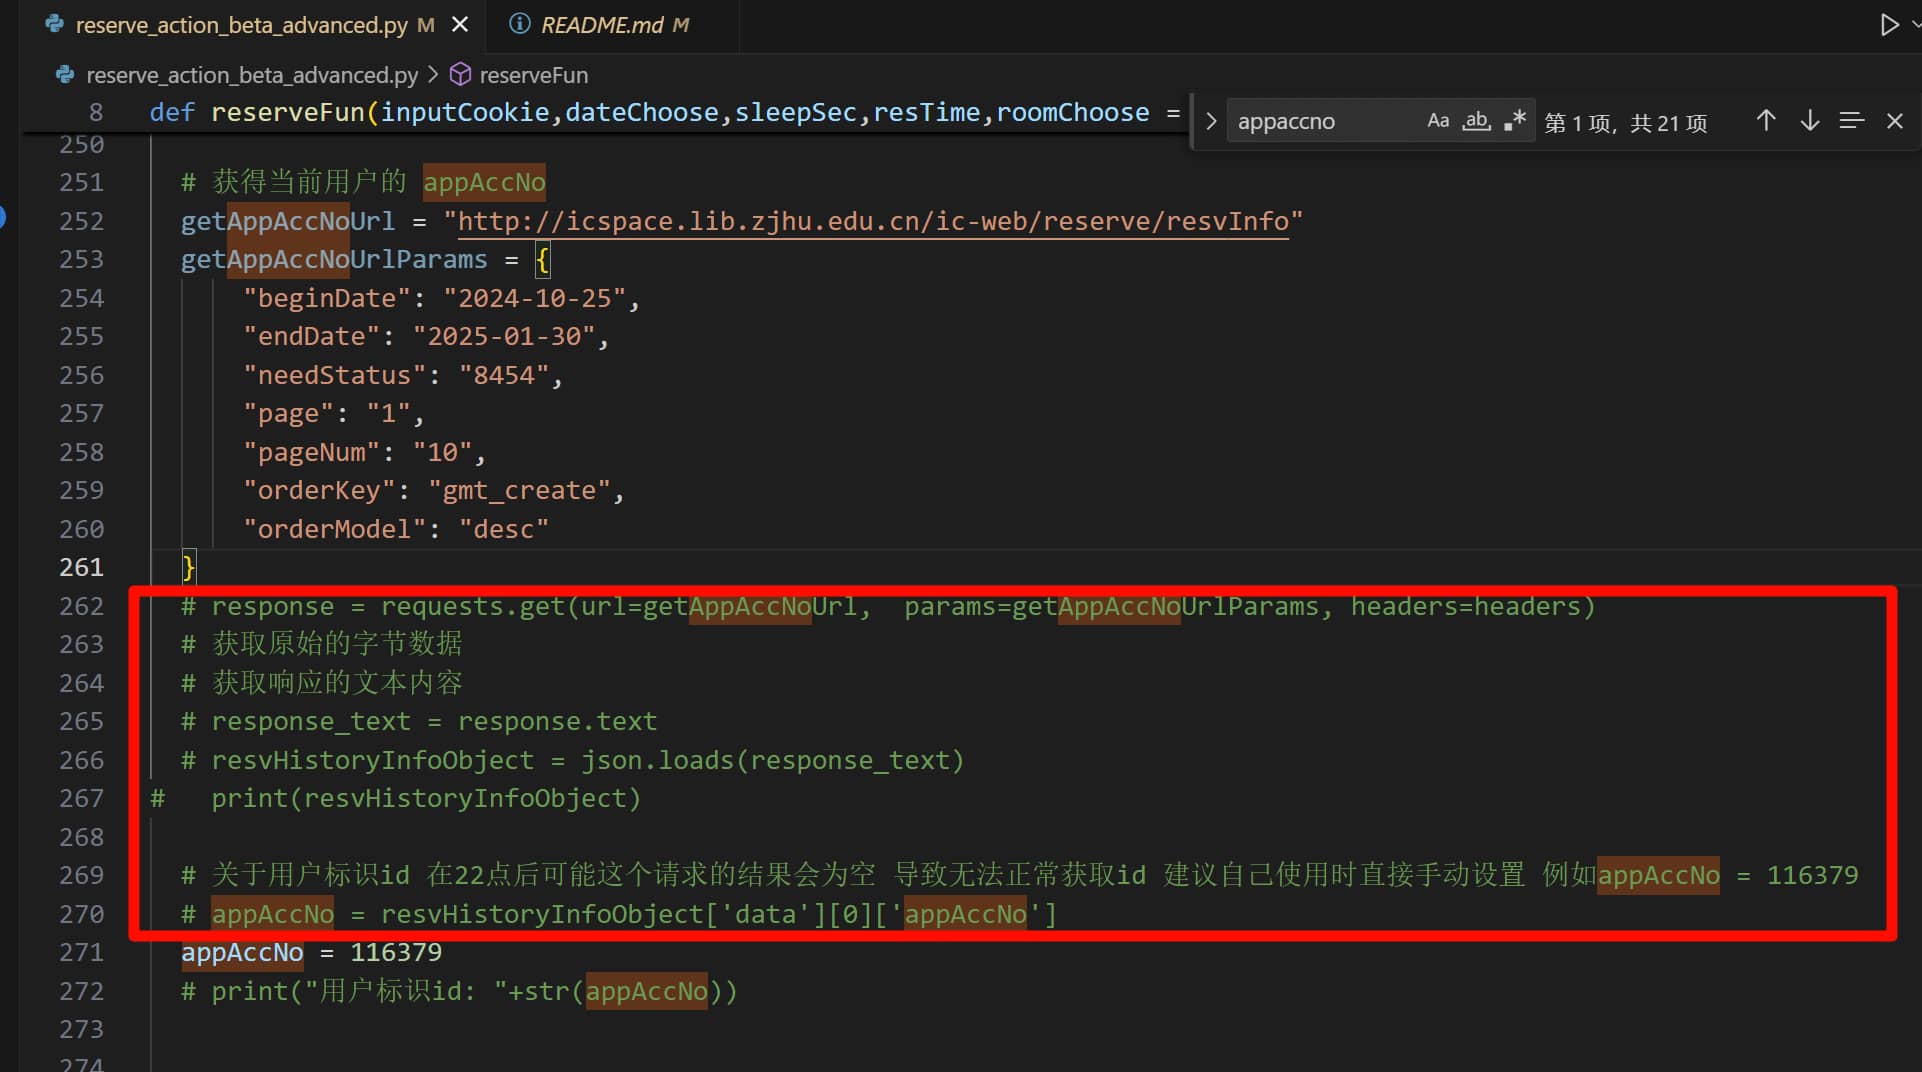 reserve_action_beta_advanced.py M
README.md M
reserve_action_beta_advanced.py > reserveFun
8 def reserveFun(inputCookie,dateChoose,sleepSec,resTime,roomChoose =
appaccno Aa ab 第 1 项, 共 21 项
250
251 # 获得当前用户的 appAccNo
252 getAppAccNoUrl = "http://icspace.lib.zjhu.edu.cn/ic-web/reserve/resvInfo"
253 getAppAccNoUrlParams = {
254 "beginDate": "2024-10-25",
255 "endDate": "2025-01-30",
256 "needStatus": "8454",
257 "page": "1",
258 "pageNum": "10",
259 "orderKey": "gmt_create",
260 "orderModel": "desc"
261 }
262 # response = requests.get(url=getAppAccNoUrl,  params=getAppAccNoUrlParams, headers=headers)
263 # 获取原始的字节数据
264 # 获取响应的文本内容
265 # response_text = response.text
266 # resvHistoryInfoObject = json.loads(response_text)
267 #   print(resvHistoryInfoObject)
268
269 # 关于用户标识id 在22点后可能这个请求的结果会为空 导致无法正常获取id 建议自己使用时直接手动设置 例如appAccNo = 116379
270 # appAccNo = resvHistoryInfoObject['data'][0]['appAccNo']
271 appAccNo = 116379
272 # print("用户标识id: "+str(appAccNo))
273
274